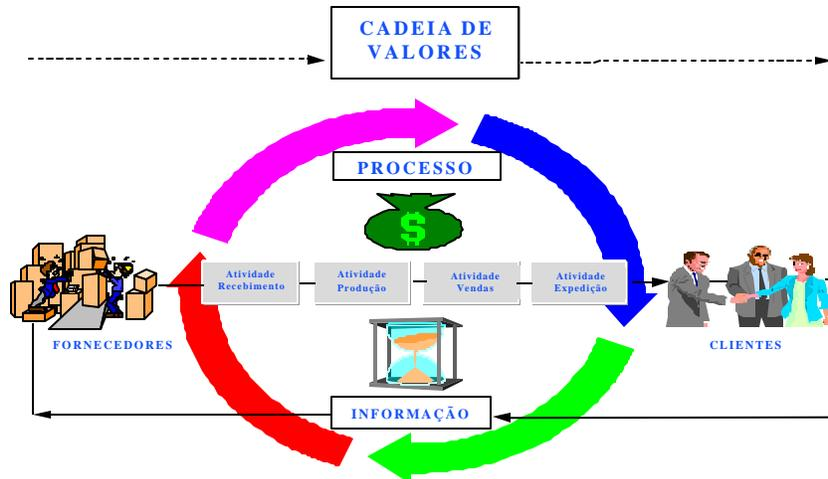 CADEIA DE
VALORES
PROCESSO
$
Atividade
Recebimento
Atividade
Produção
Atividade
Vendas
Atividade
Expedição
FORNECEDORES
CLIENTES
INFORMAÇÃO